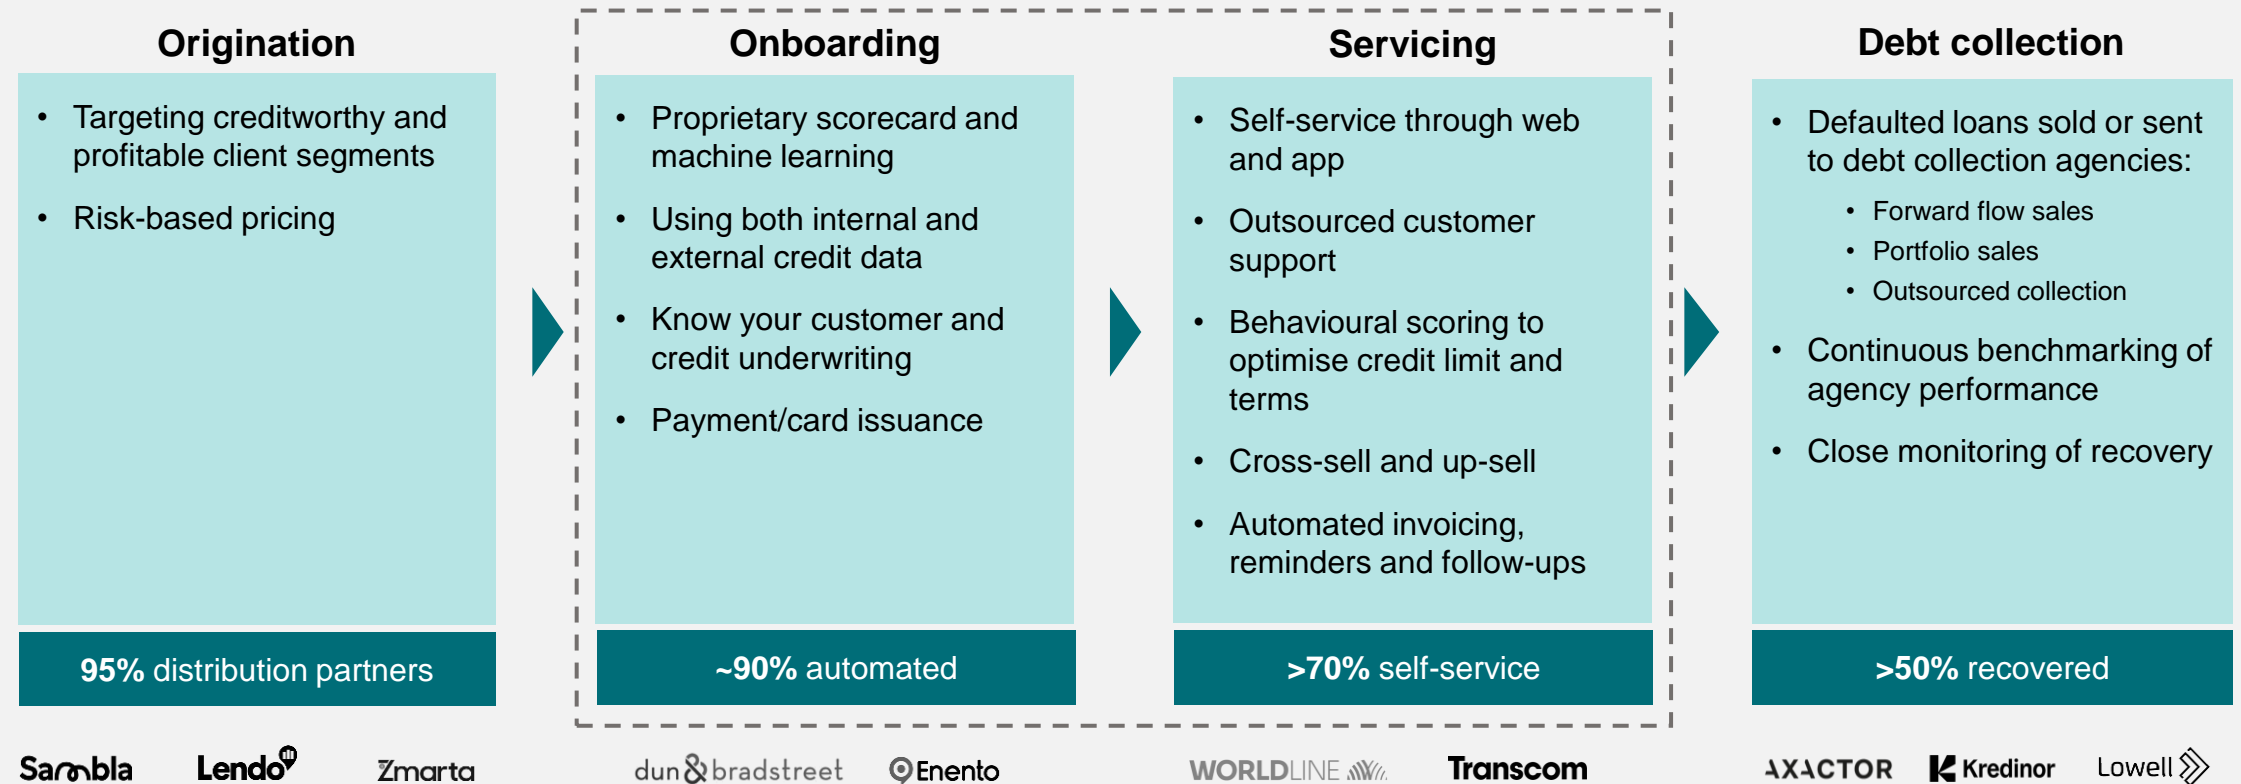 Origination
• Targeting creditworthy and
profitable client segments
• Risk-based pricing
95% distribution partners
Sambla
Lendo
Zmarta
Onboarding
• Proprietary scorecard and
machine learning
• Using both internal and
external credit data
• Know your customer and
credit underwriting
• Payment/card issuance
~90% automated
dun & bradstreet
Enento
Servicing
• Self-service through web
and app
• Outsourced customer
support
• Behavioural scoring to
optimise credit limit and
terms
• Cross-sell and up-sell
• Automated invoicing,
reminders and follow-ups
>70% self-service
WORLDLINE
Transcom
Debt collection
• Defaulted loans sold or sent
to debt collection agencies:
• Forward flow sales
• Portfolio sales
• Outsourced collection
• Continuous benchmarking of
agency performance
• Close monitoring of recovery
>50% recovered
AXACTOR
Kredinor
Lowell